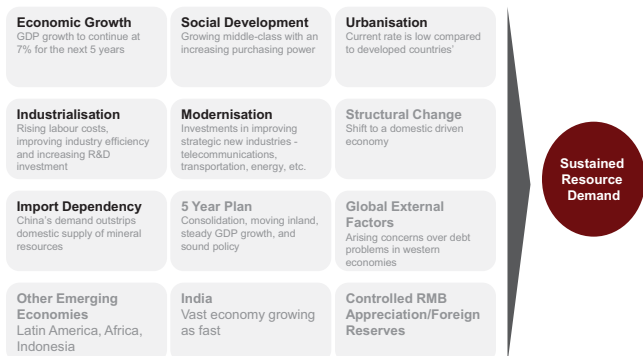 Economic Growth
GDP growth to continue at
7% for the next 5 years
Social Development
Growing middle-class with an
increasing purchasing power
Urbanisation
Current rate is low compared
to developed countries'
Industrialisation
Rising labour costs,
improving industry efficiency
and increasing R&D
investment
Modernisation
Investments in improving
strategic new industries -
telecommunications,
transportation, energy, etc.
Structural Change
Shift to a domestic driven
economy
Import Dependency
China's demand outstrips
domestic supply of mineral
resources
5 Year Plan
Consolidation, moving inland,
steady GDP growth, and
sound policy
Global External
Factors
Arising concerns over debt
problems in western
economies
Other Emerging
Economies
Latin America, Africa,
Indonesia
India
Vast economy growing
as fast
Controlled RMB
Appreciation/Foreign
Reserves
Sustained
Resource
Demand